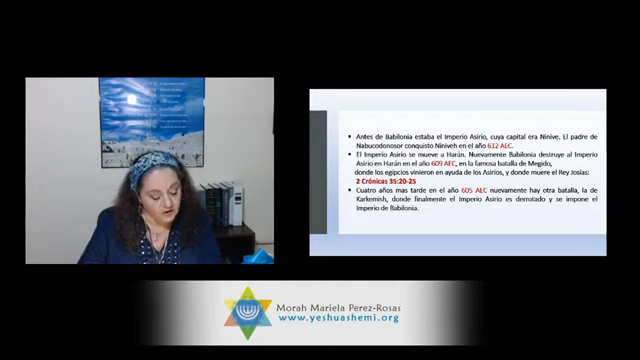 Antes de Babilonia estaba el Imperio Asirio, cuya capital era Ninive. El padre de
Nabucodonosor conquisto Niniveh en el año 612 AEC.
El Imperio Asirio se mueve a Harán. Nuevamente Babilonia destruye al Imperio
Asirio en Harán en el año 609 AEC, en la famosa batalla de Megido,
donde los egipcios vinieron en ayuda de los Asirios, y donde muere el Rey Josías:
2 Crónicas 35:20-25
Cuatro años mas tarde en el año 605 AEC nuevamente hay otra batalla, la de
Karkemish, donde finalmente el Imperio Asirio es derrotado y se impone el
Imperio de Babilonia.
Morah Mariela Perez-Rosas
www.yeshuashemi.org